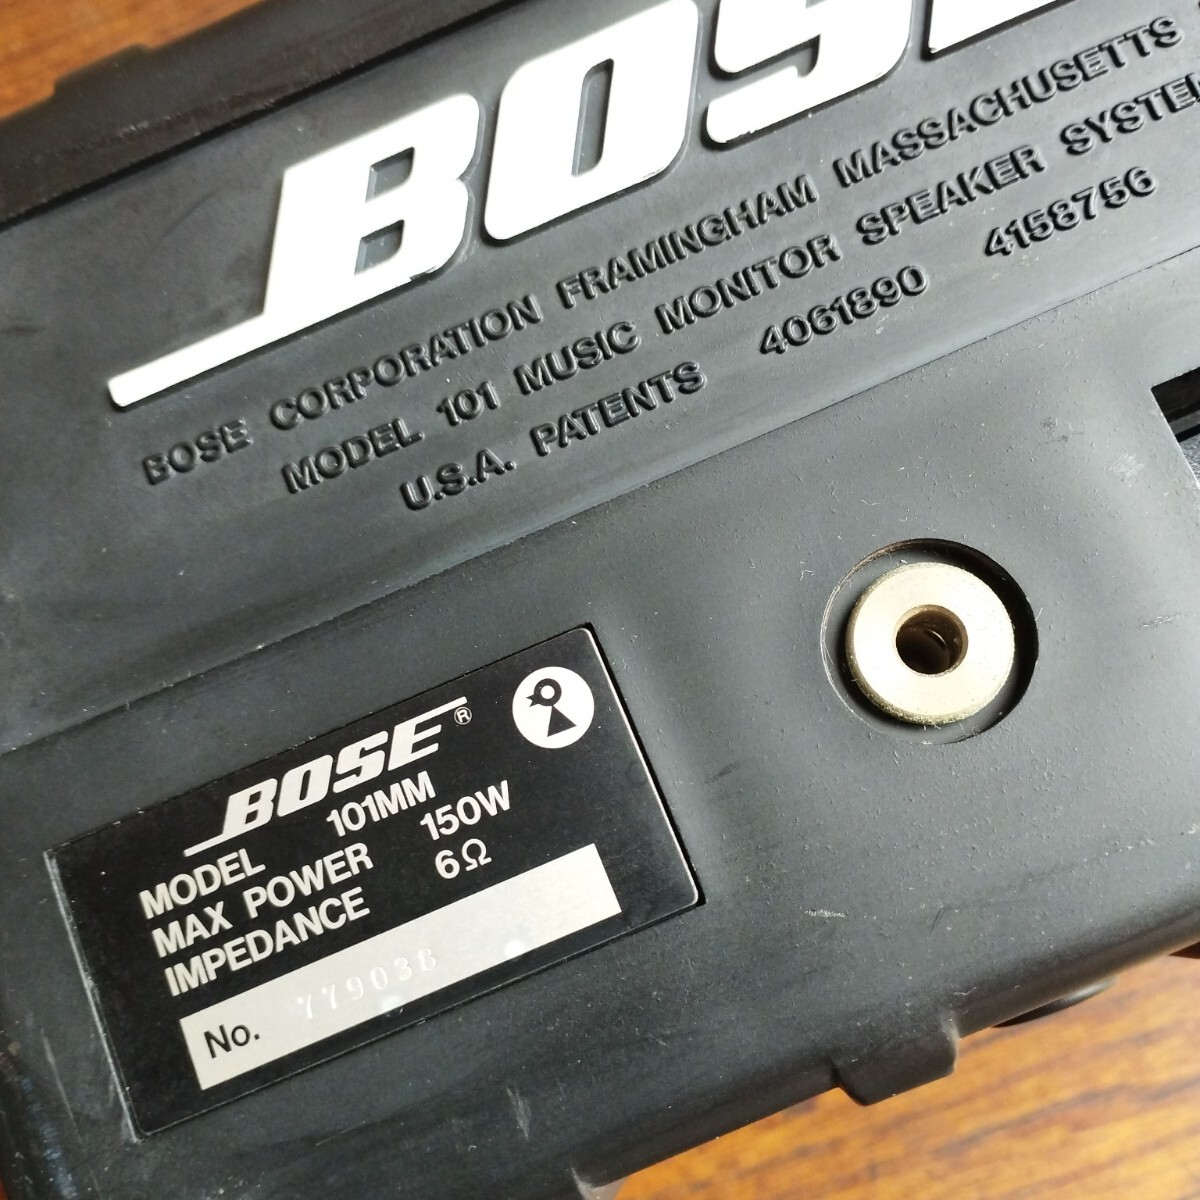 BOSE
BOSE CORPORATION FRAMINGHAM MASSACHUSETTS
MODEL 101 MUSIC MONITOR SPEAKER SYSTEM
U.S.A. PATENTS 4061890 4158756
BOSE®
MODEL 101MM
MAX POWER 150W
IMPEDANCE 6Ω
No. 779038